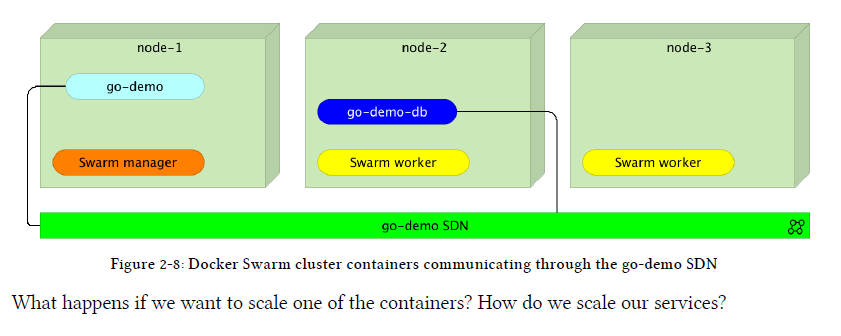 node-1
node-2
node-3
go-demo
go-demo-db
Swarm manager
Swarm worker
Swarm worker
go-demo SDN
Figure 2-8: Docker Swarm cluster containers communicating through the go-demo SDN
What happens if we want to scale one of the containers? How do we scale our services?